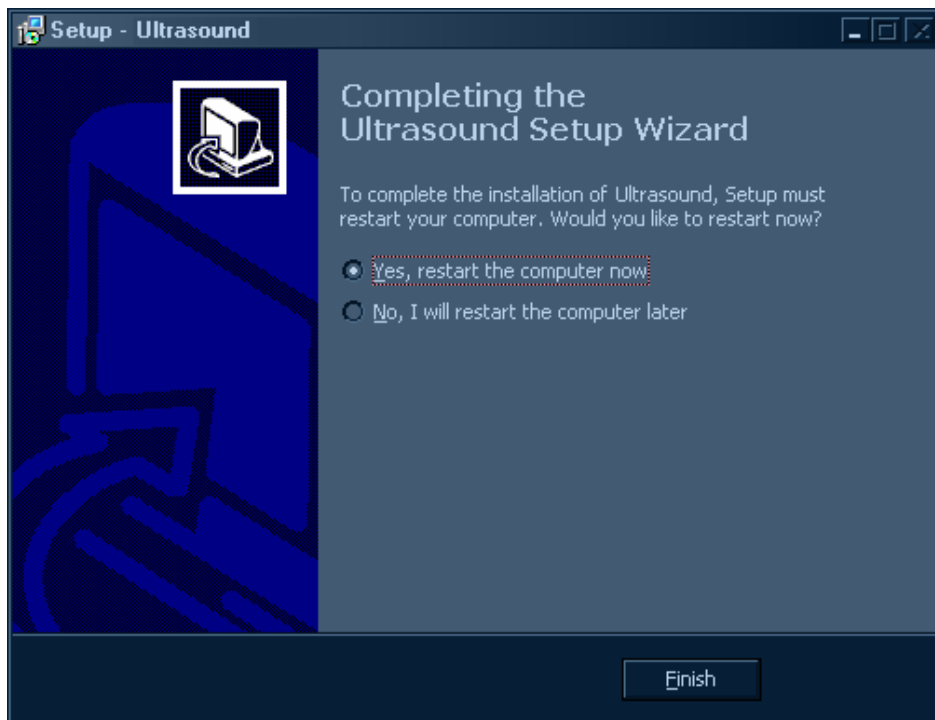 Setup - Ultrasound
Completing the
Ultrasound Setup Wizard
To complete the installation of Ultrasound, Setup must
restart your computer. Would you like to restart now?
Yes, restart the computer now
No, I will restart the computer later
Finish